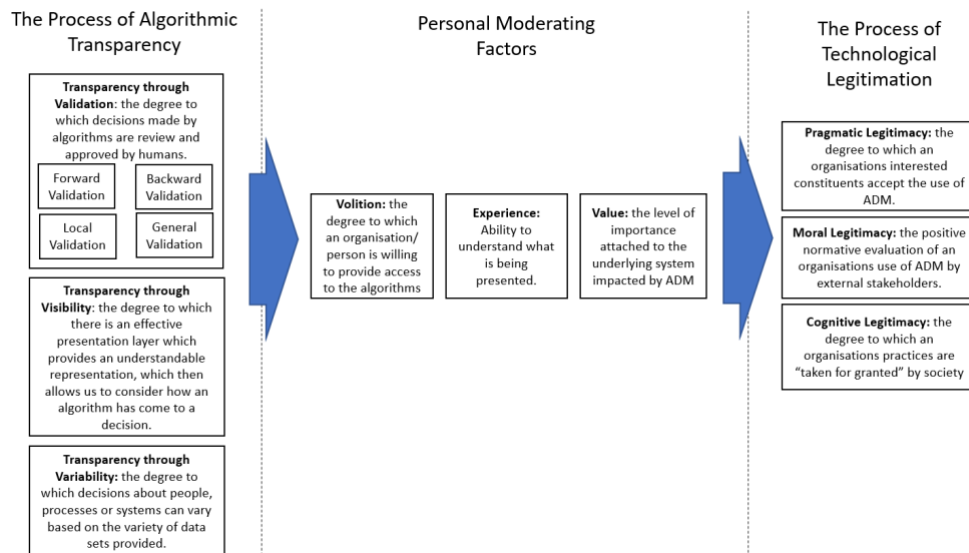 The Process of Algorithmic
Transparency
Transparency through
Validation: the degree to
which decisions made by
algorithms are review and
approved by humans.
Forward
Validation
Backward
Validation
Local
Validation
General
Validation
Transparency through
Visibility: the degree to which
there is an effective
presentation layer which
provides an understandable
representation, which then
allows us to consider how an
algorithm has come to a
decision.
Transparency through
Variability: the degree to
which decisions about people,
processes or systems can vary
based on the variety of data
sets provided.
Personal Moderating
Factors
Volition: the
degree to which
an organisation/
person is willing
to provide access
to the algorithms
Experience:
Ability to
understand what
is being
presented.
Value: the level of
importance
attached to the
underlying system
impacted by ADM
The Process of
Technological
Legitimation
Pragmatic Legitimacy: the
degree to which an
organisations interested
constituents accept the use of
ADM.
Moral Legitimacy: the positive
normative evaluation of an
organisations use of ADM by
external stakeholders.
Cognitive Legitimacy: the
degree to which an
organisations practices are
“taken for granted” by society